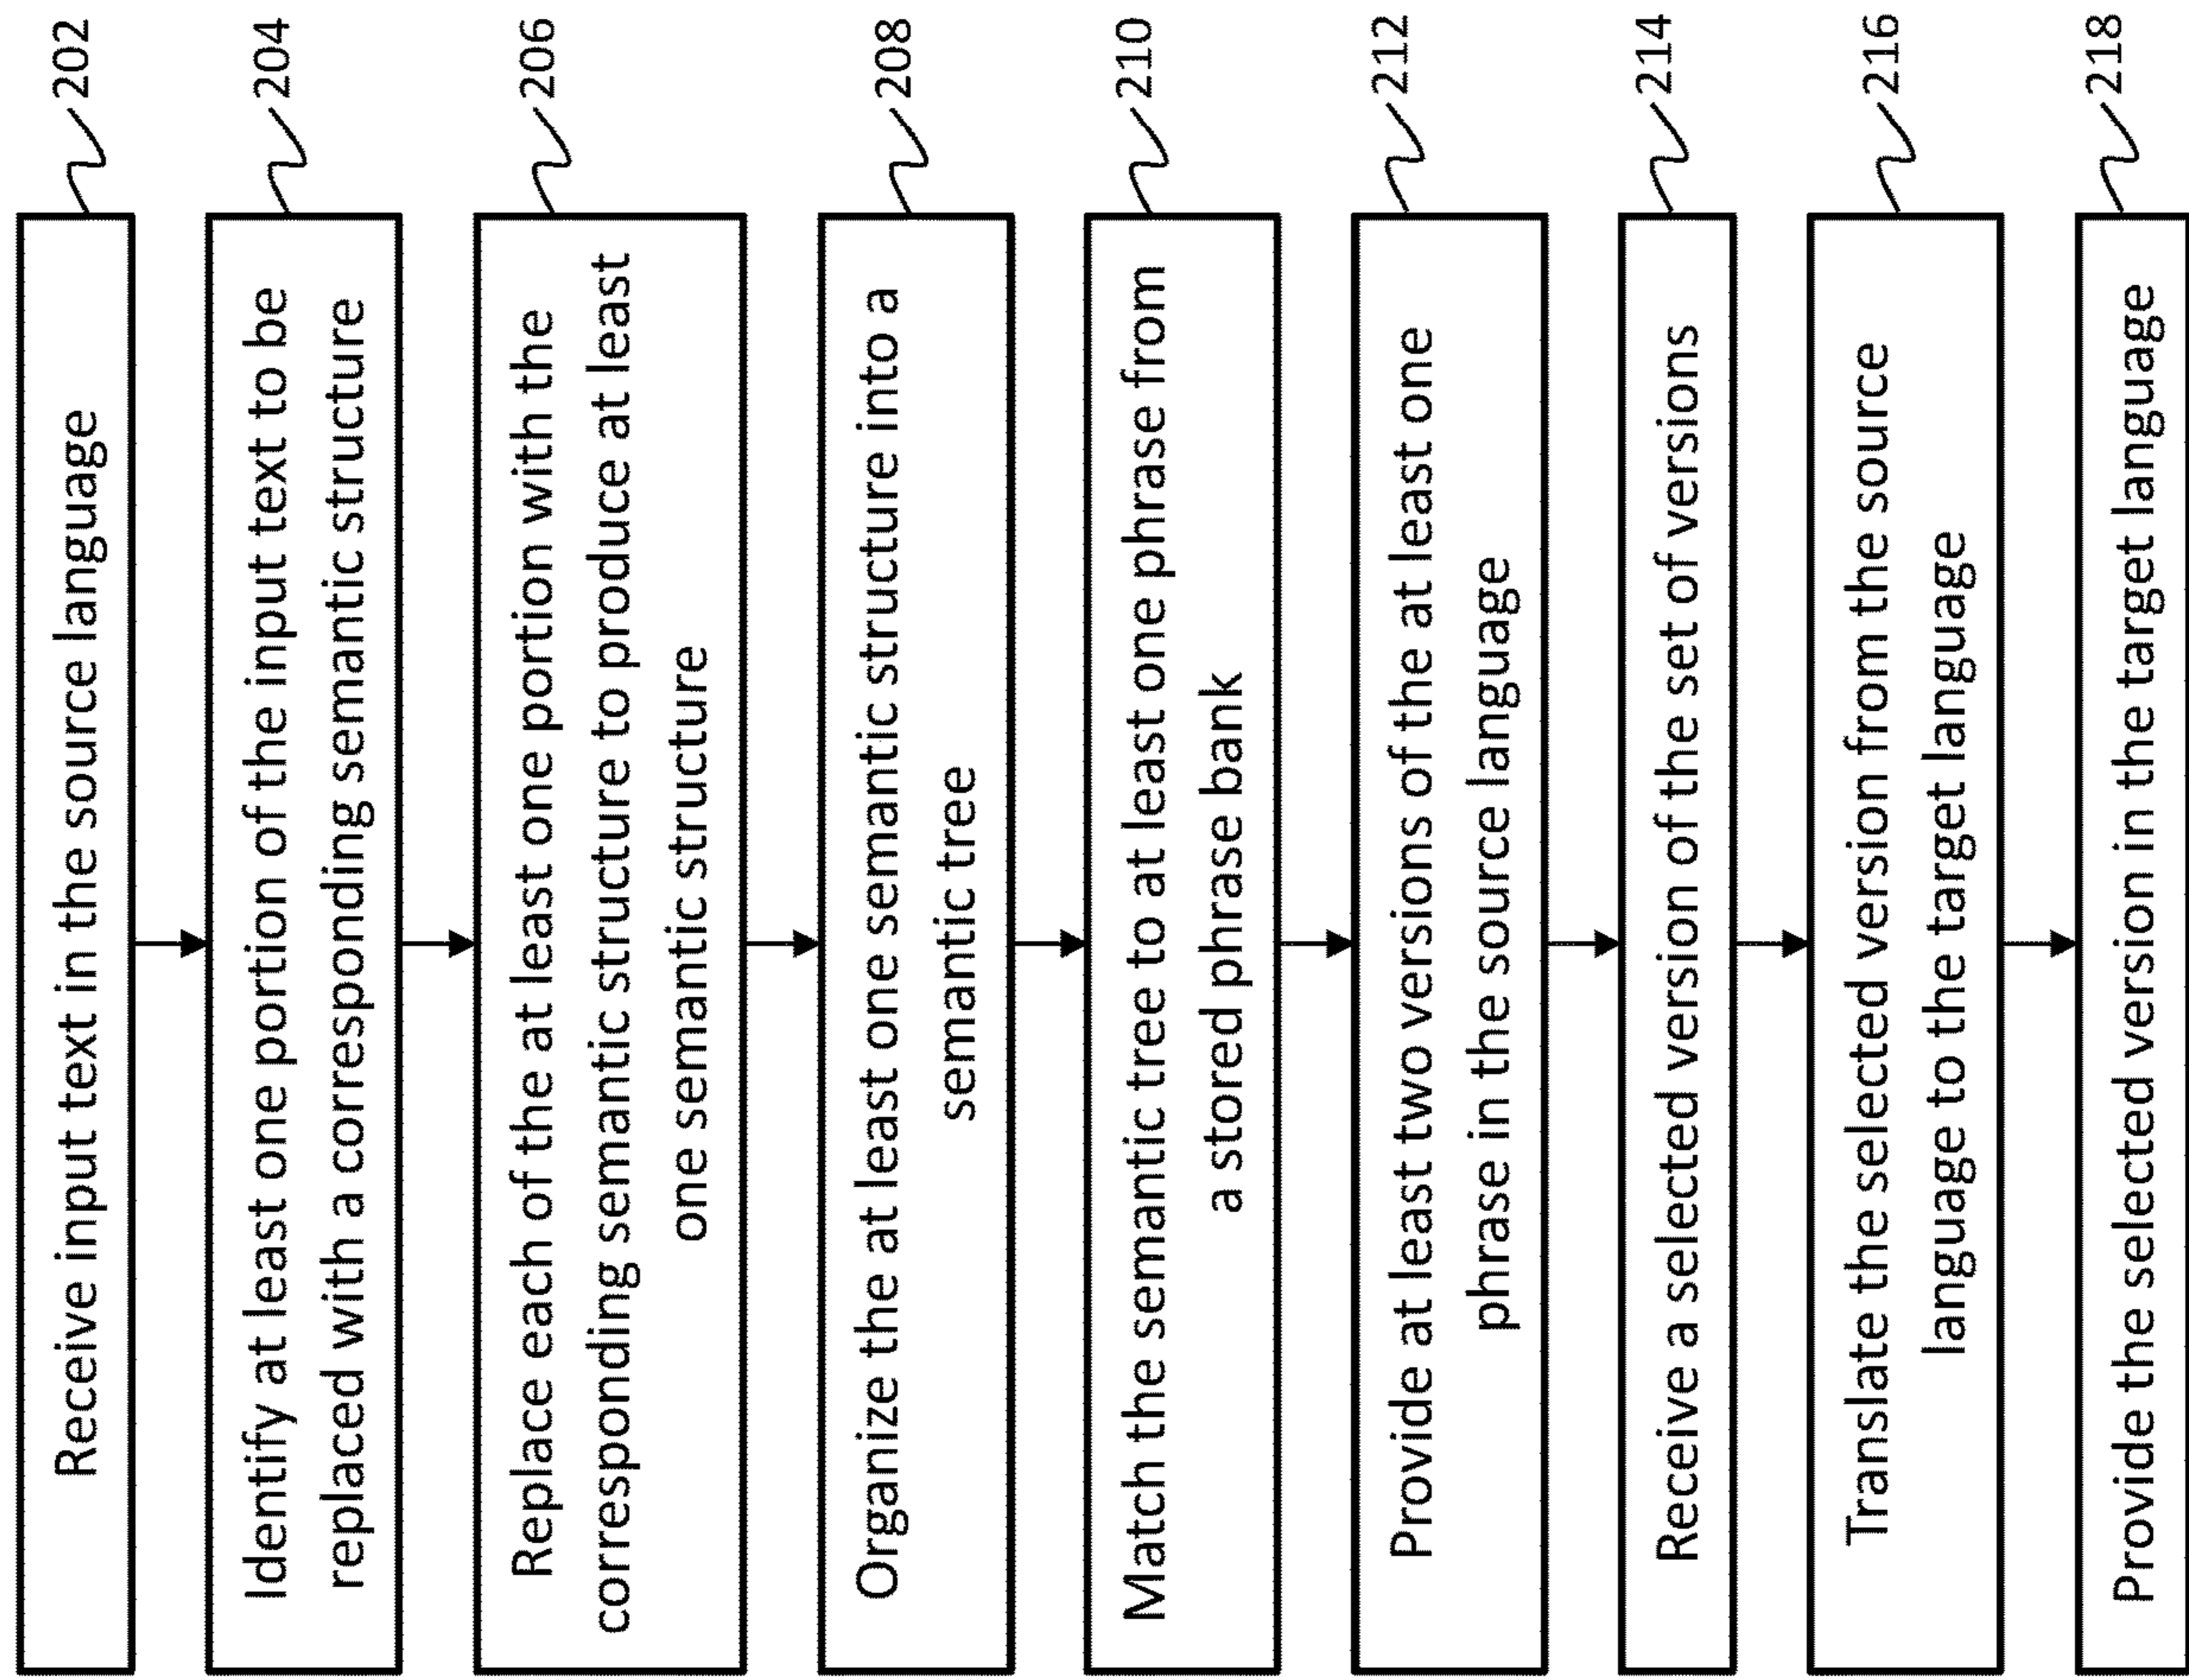 Receive input text in the source language
202
Identify at least one portion of the input text to be
replaced with a corresponding semantic structure
204
Replace each of the at least one portion with the
corresponding semantic structure to produce at least
one semantic structure
206
Organize the at least one semantic structure into a
semantic tree
208
Match the semantic tree to at least one phrase from
a stored phrase bank
210
Provide at least two versions of the at least one
phrase in the source language
212
Receive a selected version of the set of versions
214
Translate the selected version from the source
language to the target language
216
Provide the selected version in the target language
218